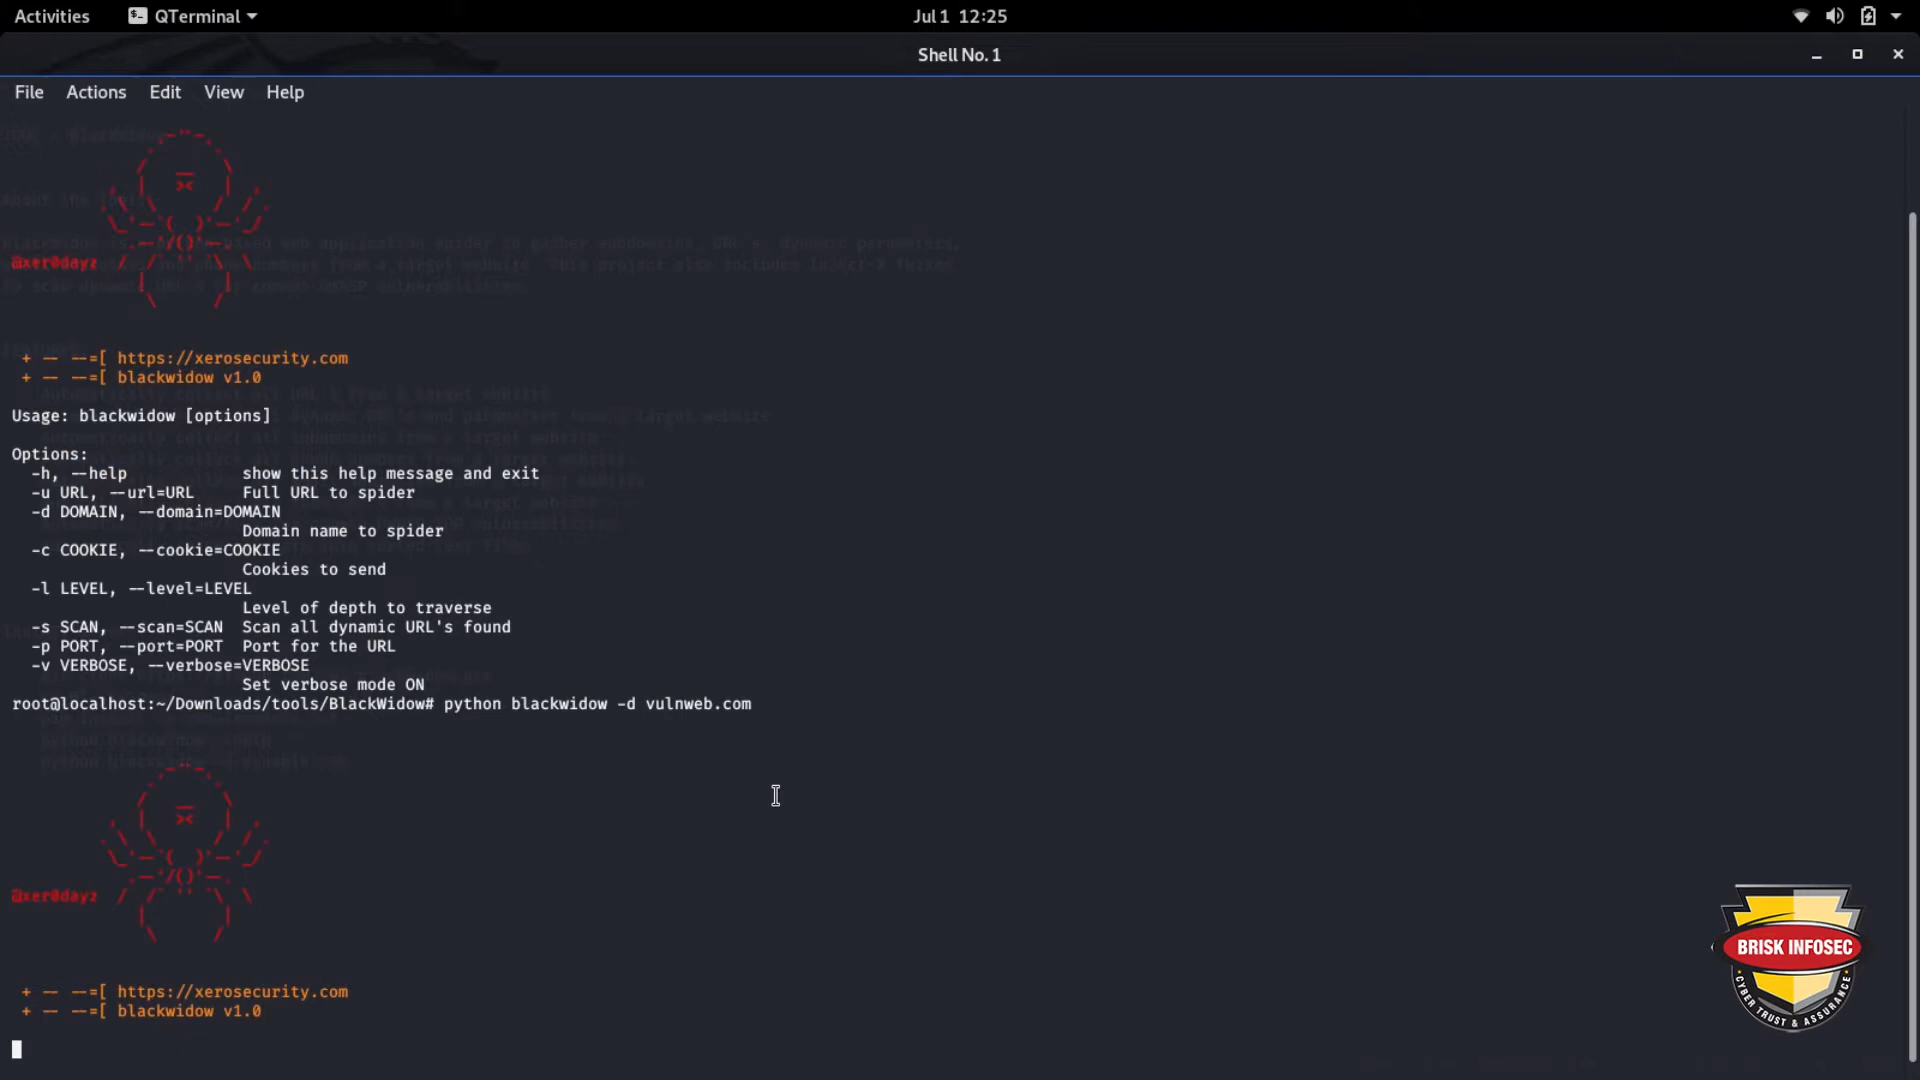 Activities QTerminal Jul 1 12:25
Shell No. 1
File Actions Edit View Help
@xer0dayz
+ -- --=[ https://xerosecurity.com
+ -- --=[ blackwidow v1.0
Usage: blackwidow [options]
Options:
-h, --help show this help message and exit
-u URL, --url=URL Full URL to spider
-d DOMAIN, --domain=DOMAIN
Domain name to spider
-c COOKIE, --cookie=COOKIE
Cookies to send
-l LEVEL, --level=LEVEL
Level of depth to traverse
-s SCAN, --scan=SCAN Scan all dynamic URL's found
-p PORT, --port=PORT Port for the URL
-v VERBOSE, --verbose=VERBOSE
Set verbose mode ON
root@localhost:~/Downloads/tools/BlackWidow# python blackwidow -d vulnweb.com
@xer0dayz
+ -- --=[ https://xerosecurity.com
+ -- --=[ blackwidow v1.0
BRISK INFOSEC
CYBER TRUST & ASSURANCE